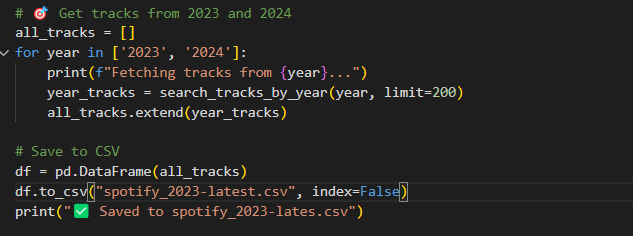 # 🎯 Get tracks from 2023 and 2024
all_tracks = []
for year in ['2023', '2024']:
    print(f"Fetching tracks from {year}...")
    year_tracks = search_tracks_by_year(year, limit=200)
    all_tracks.extend(year_tracks)

# Save to CSV
df = pd.DataFrame(all_tracks)
df.to_csv("spotify_2023-latest.csv", index=False)
print("✅ Saved to spotify_2023-lates.csv")